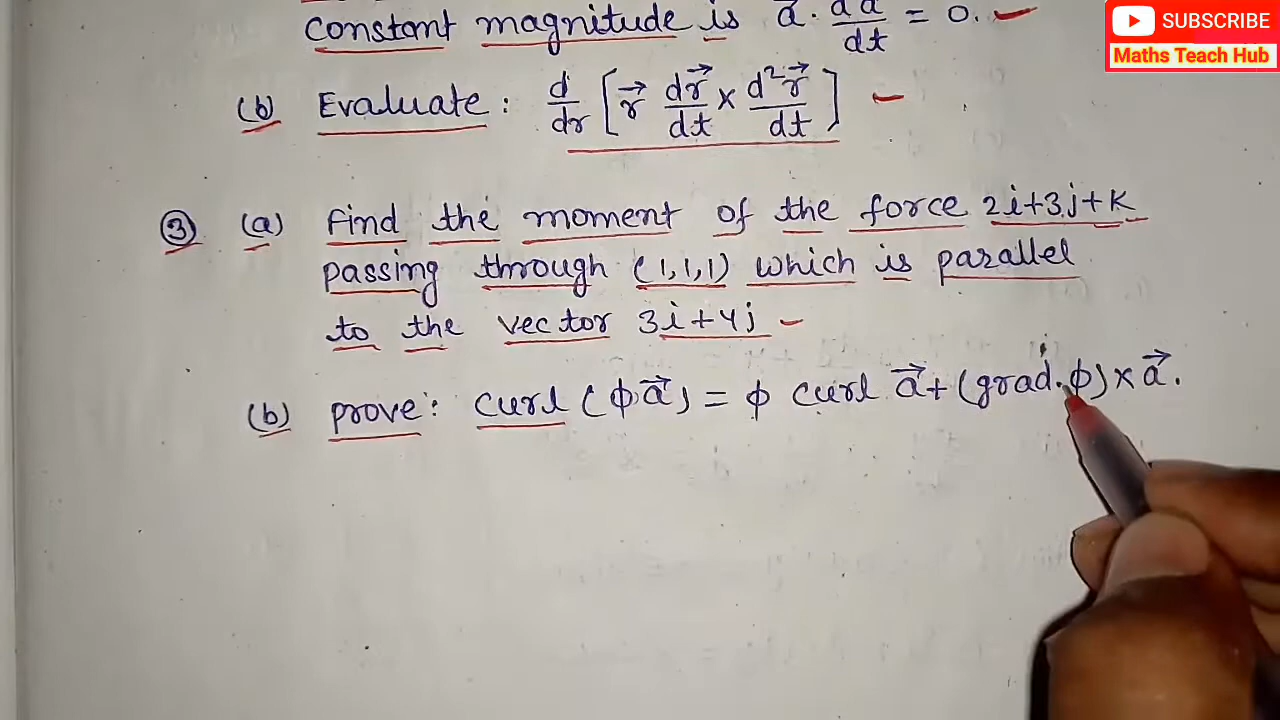 constant magnitude is a⃗ · da⃗/dt = 0.
SUBSCRIBE
Maths Teach Hub
(b) Evaluate : d/dr [ r⃗ dr⃗/dt × d²r⃗/dt ]
③ (a) Find the moment of the force 2i+3j+k
passing through (1,1,1) which is parallel
to the vector 3i+4j
(b) prove : curl (ϕa⃗) = ϕ curl a⃗ + (grad·ϕ) × a⃗.